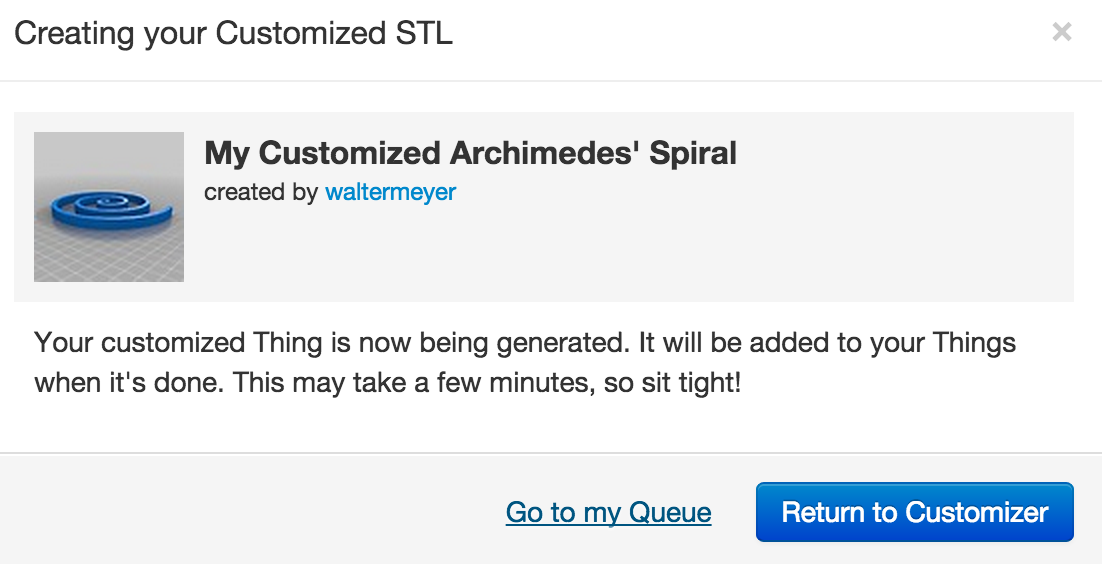 Creating your Customized STL
×
My Customized Archimedes' Spiral
created by waltermeyer
Your customized Thing is now being generated. It will be added to your Things
when it's done. This may take a few minutes, so sit tight!
Go to my Queue
Return to Customizer